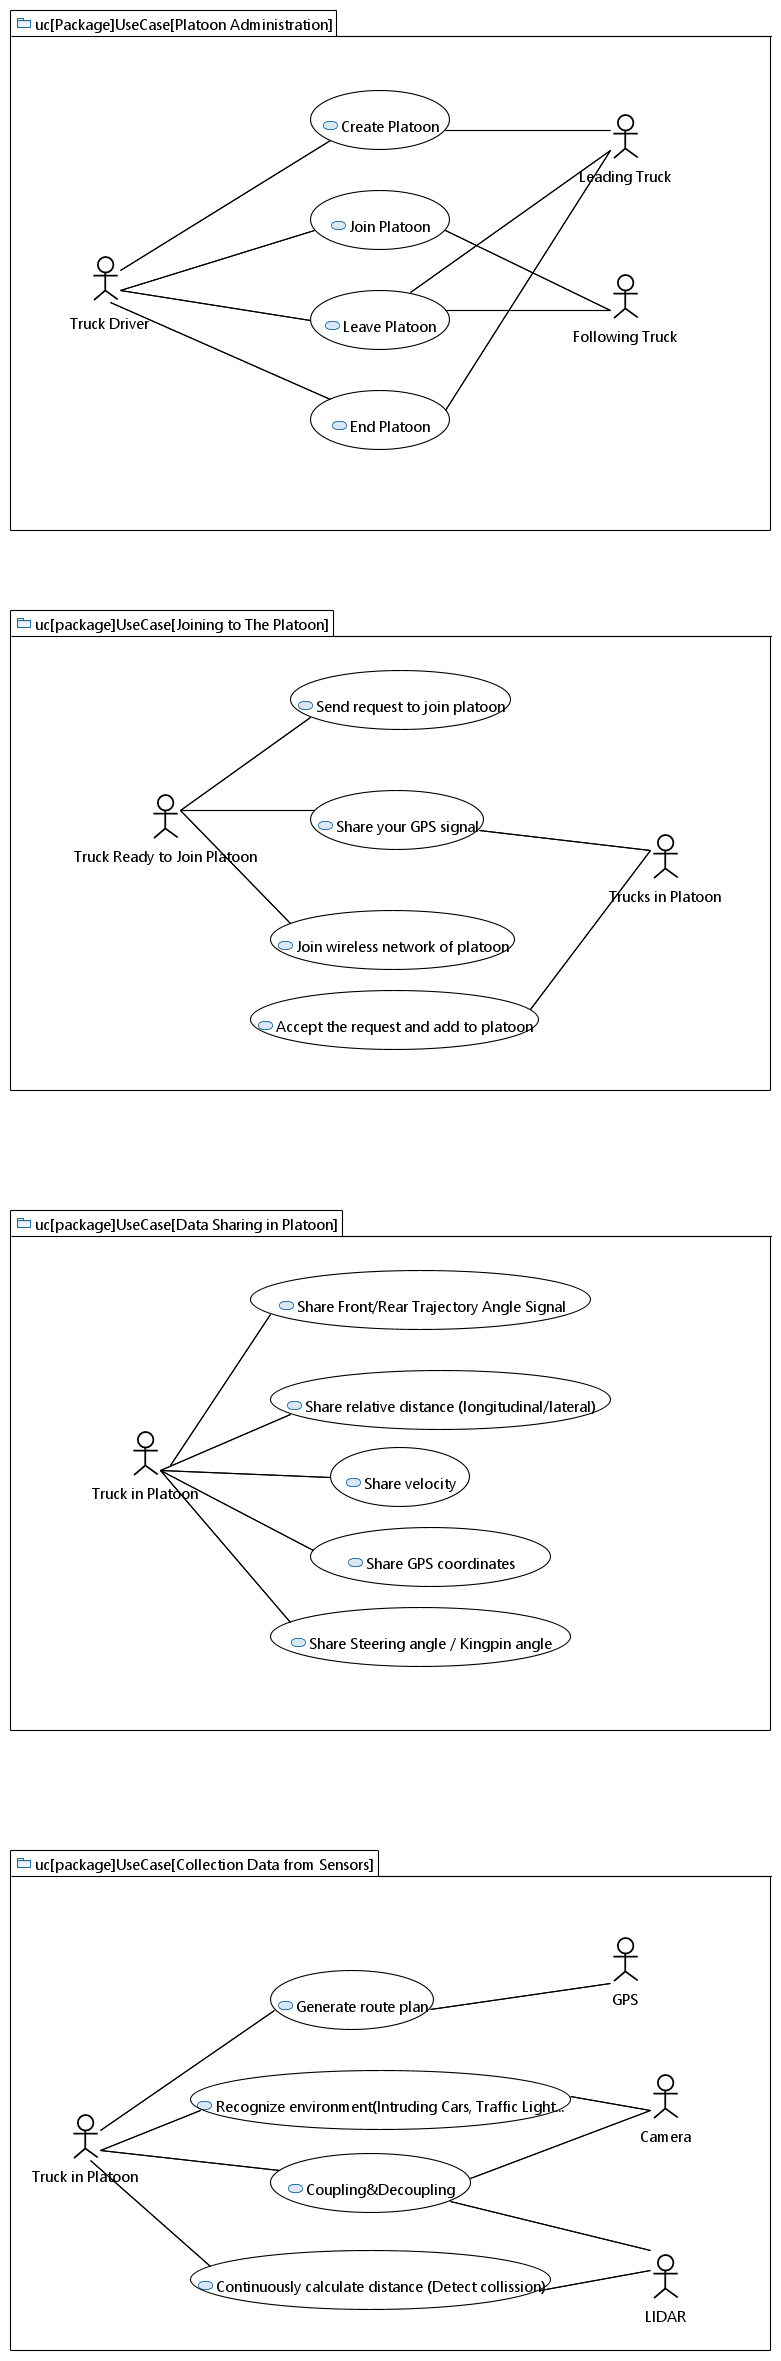 uc[Package]UseCase[Platoon Administration]
Create Platoon
Leading Truck
Join Platoon
Truck Driver
Leave Platoon
Following Truck
End Platoon
uc[package]UseCase[Joining to The Platoon]
Send request to join platoon
Share your GPS signal
Truck Ready to Join Platoon
Trucks in Platoon
Join wireless network of platoon
Accept the request and add to platoon
uc[package]UseCase[Data Sharing in Platoon]
Share Front/Rear Trajectory Angle Signal
Share relative distance (longitudinal/lateral)
Share velocity
Truck in Platoon
Share GPS coordinates
Share Steering angle / Kingpin angle
uc[package]UseCase[Collection Data from Sensors]
GPS
Generate route plan
Recognize environment(Intruding Cars, Traffic Light...
Camera
Truck in Platoon
Coupling&Decoupling
Continuously calculate distance (Detect collission)
LIDAR